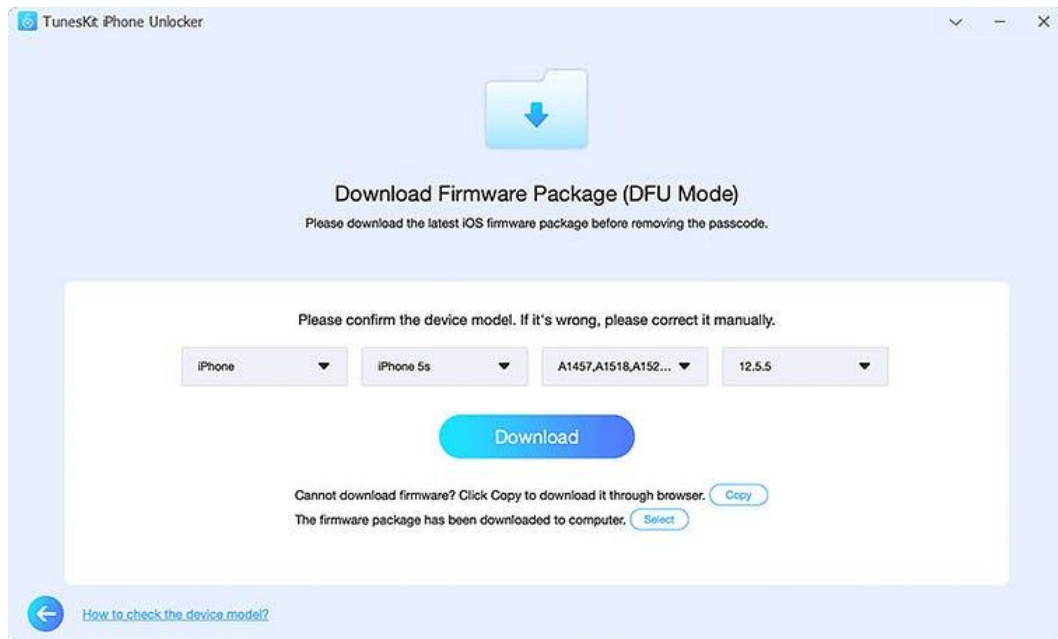 TunesKit iPhone Unlocker
Download Firmware Package (DFU Mode)
Please download the latest iOS firmware package before removing the passcode.
Please confirm the device model. If it's wrong, please correct it manually.
iPhone iPhone 5s A1457,A1518,A152... 12.5.5
Download
Cannot download firmware? Click Copy to download it through browser. Copy
The firmware package has been downloaded to computer. Select
How to check the device model?